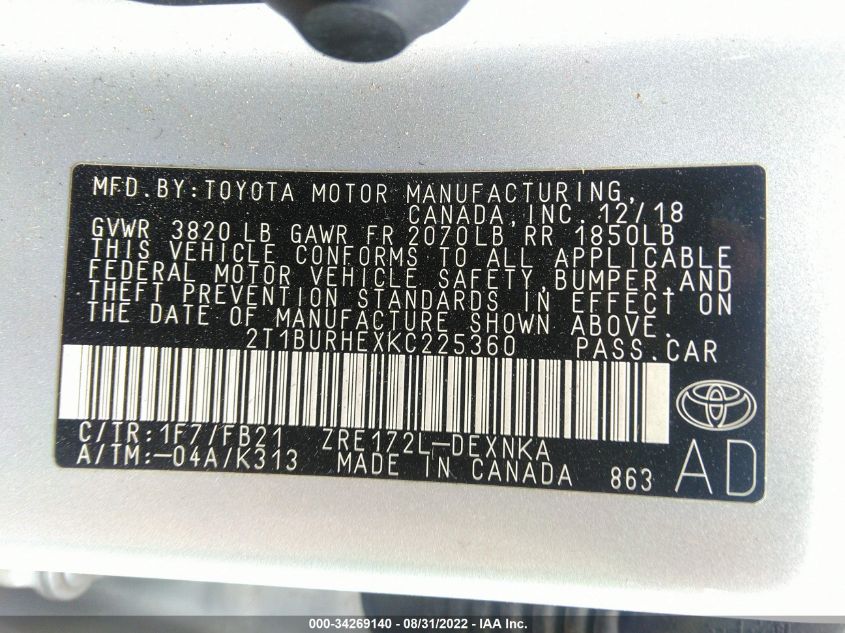 MFD.BY:TOYOTA MOTOR MANUFACTURING,
CANADA,INC. 12/18
GVWR 3820 LB GAWR FR 2070LB RR 1850LB
THIS VEHICLE CONFORMS TO ALL APPLICABLE
FEDERAL MOTOR VEHICLE SAFETY,BUMPER,AND
THEFT PREVENTION STANDARDS IN EFFECT ON
THE DATE OF MANUFACTURE SHOWN ABOVE.
2T1BURHEXKC225360 PASS.CAR
C/TR:1F7/FB21 ZRE172L-DEXNKA
A/TM:-04A/K313 MADE IN CANADA 863 AD
000-34269140 - 08/31/2022 - IAA Inc.